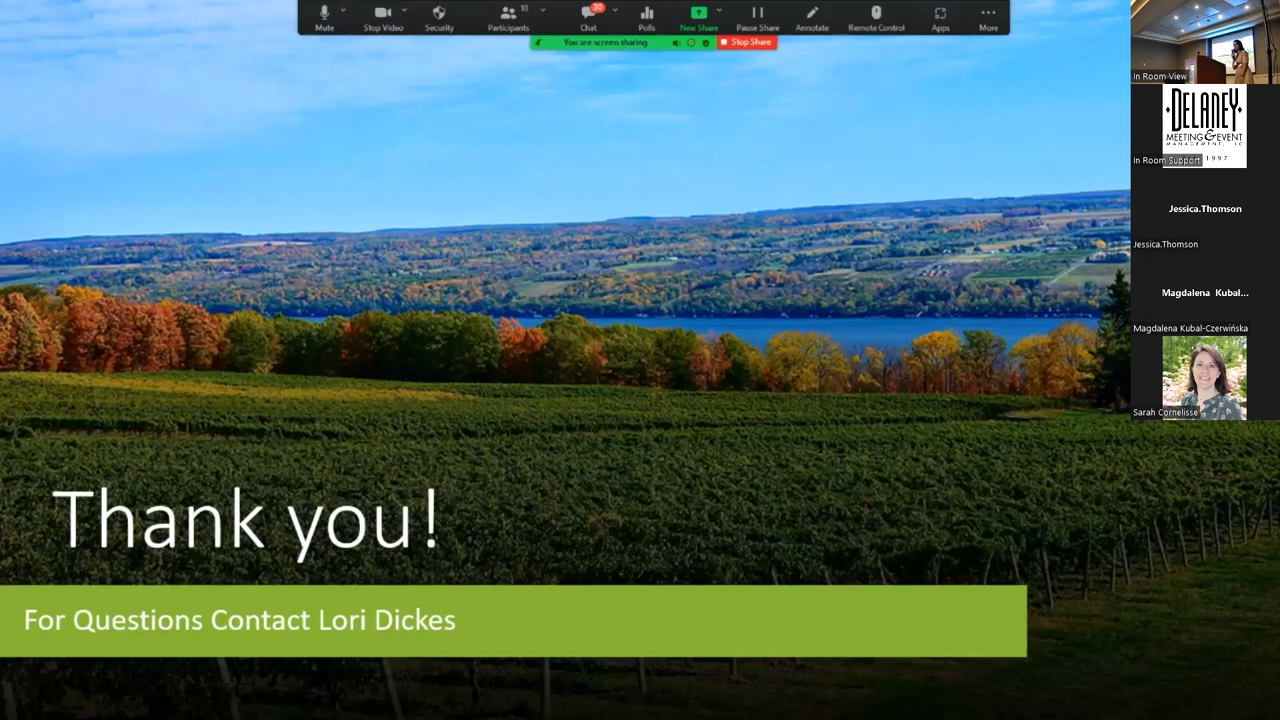 Mute
Stop Video
Security
Participants
10
Chat
30
Polls
New Share
Pause Share
Annotate
Remote Control
Apps
More
You are screen sharing
Stop Share
In Room View
DELANEY
MEETING & EVENT
MANAGEMENT, LLC
In Room Support
1997
Jessica.Thomson
Jessica.Thomson
Magdalena Kubal...
Magdalena Kubal-Czerwińska
Sarah Cornelisse
Thank you!
For Questions Contact Lori Dickes